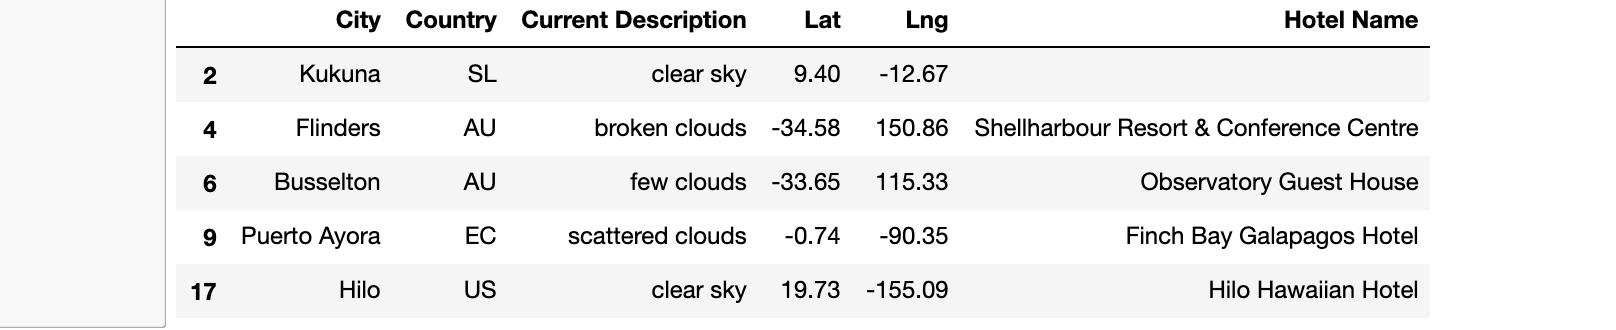 City Country Current Description Lat Lng Hotel Name
2 Kukuna SL clear sky 9.40 -12.67
4 Flinders AU broken clouds -34.58 150.86 Shellharbour Resort & Conference Centre
6 Busselton AU few clouds -33.65 115.33 Observatory Guest House
9 Puerto Ayora EC scattered clouds -0.74 -90.35 Finch Bay Galapagos Hotel
17 Hilo US clear sky 19.73 -155.09 Hilo Hawaiian Hotel